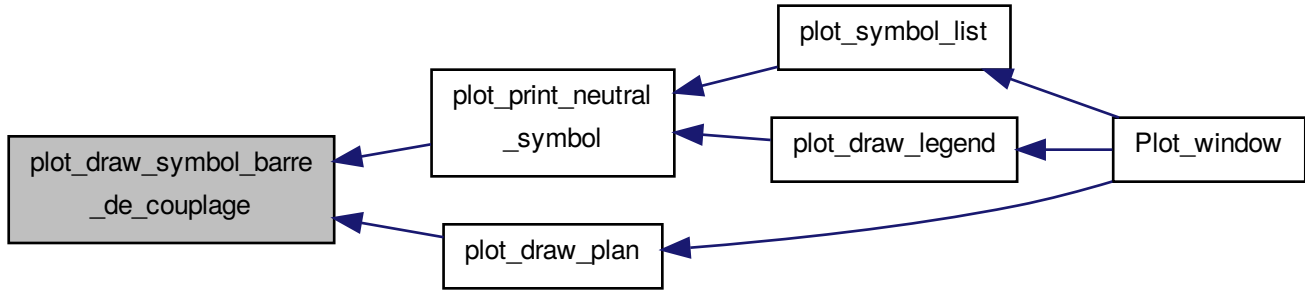 plot_draw_symbol_barre
_de_couplage
plot_print_neutral
_symbol
plot_draw_plan
plot_symbol_list
plot_draw_legend
Plot_window